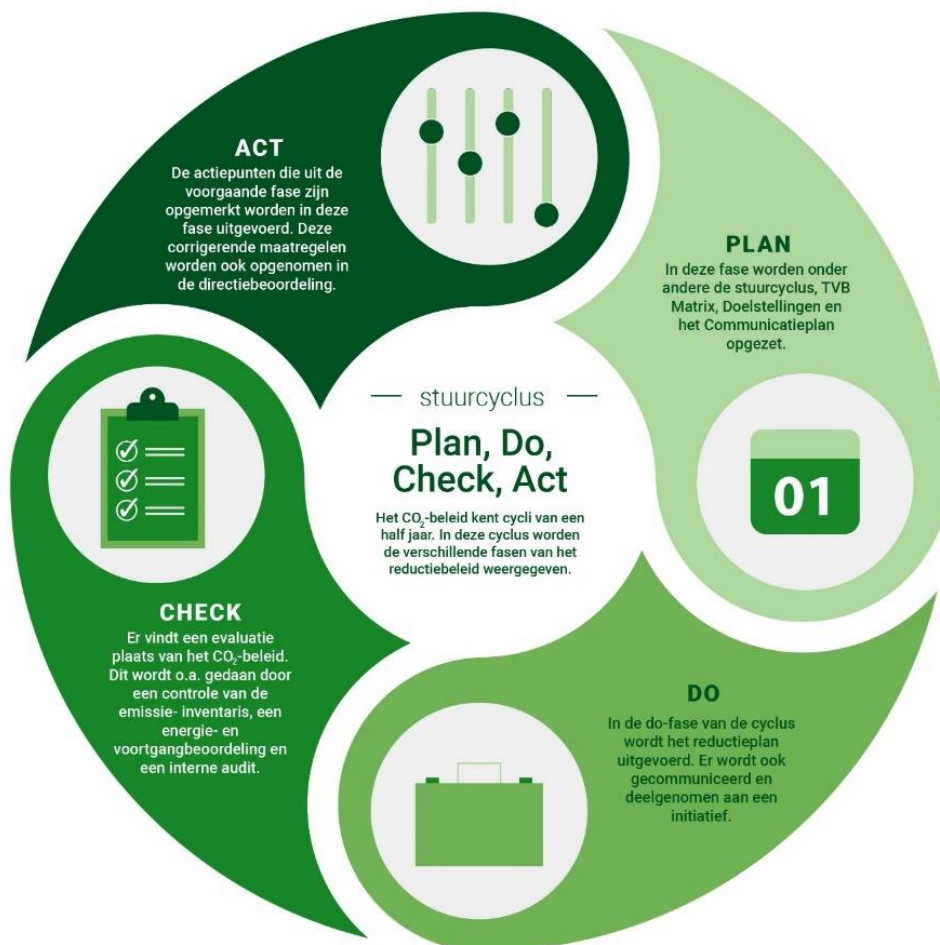 ACT
De actiepunten die uit de
voorgaande fase zijn
opgemerkt worden in deze
fase uitgevoerd. Deze
corrigerende maatregelen
worden ook opgenomen in
de directiebeoordeling.
PLAN
In deze fase worden onder
andere de stuurcyclus, TVB
Matrix, Doelstellingen en
het Communicatieplan
opgezet.
01
stuurcyclus
Plan, Do,
Check, Act
Het CO₂-beleid kent cycli van een
half jaar. In deze cyclus worden
de verschillende fasen van het
reductiebeleid weergegeven.
CHECK
Er vindt een evaluatie
plaats van het CO₂-beleid.
Dit wordt o.a. gedaan door
een controle van de
emissie- inventaris, een
energie- en
voortgangbeoordeling en
een interne audit.
DO
In de do-fase van de cyclus
wordt het reductieplan
uitgevoerd. Er wordt ook
gecommuniceerd en
deelgenomen aan een
initiatief.